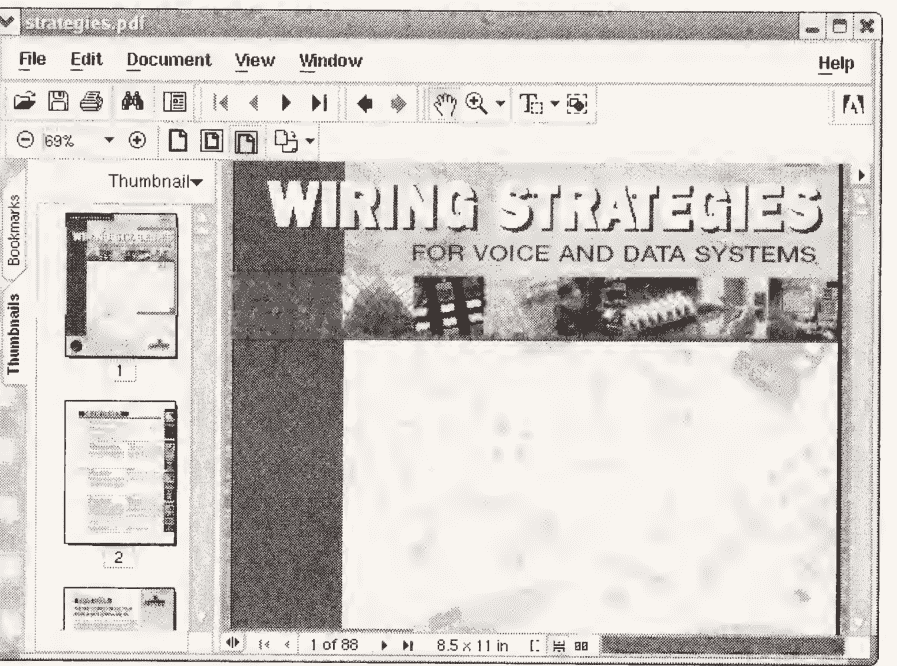 strategies.pdf
File Edit Document View Window Help
69%
Bookmarks
Thumbnails
Thumbnail
1
2
WIRING STRATEGIES
FOR VOICE AND DATA SYSTEMS
1 of 88 8.5 x 11 in